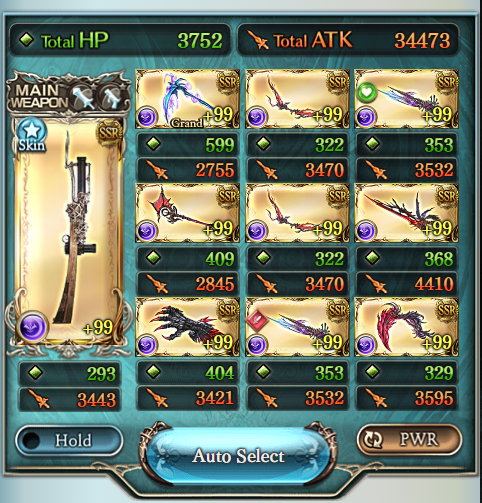 Total HP 3752 Total ATK 34473
MAIN
WEAPON
SSR SSR SSR
Grand +99 +99 +99
Skin SSR
599 322 353
2755 3470 3532
SSR SSR SSR
+99 +99 +99
409 322 368
2845 3470 4410
SSR SSR SSR
+99 +99 +99 +99
293 404 353 329
3443 3421 3532 3595
Hold Auto Select PWR